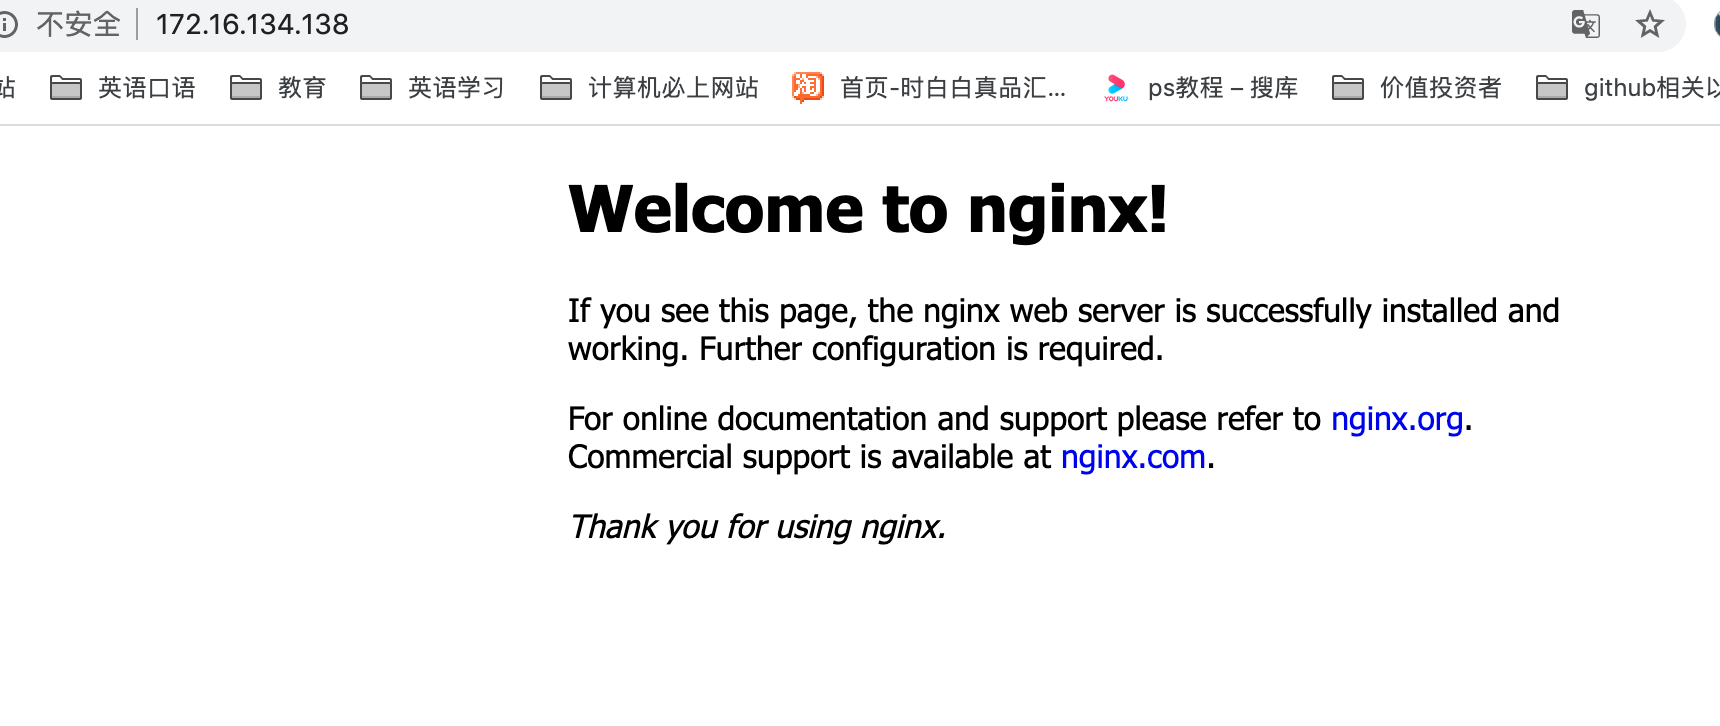 不安全 172.16.134.138
站 英语口语 教育 英语学习 计算机必上网站 淘 首页-时白白真品汇... YOUKU ps教程 – 搜库 价值投资者 github相关以
Welcome to nginx!
If you see this page, the nginx web server is successfully installed and
working. Further configuration is required.
For online documentation and support please refer to nginx.org.
Commercial support is available at nginx.com.
Thank you for using nginx.